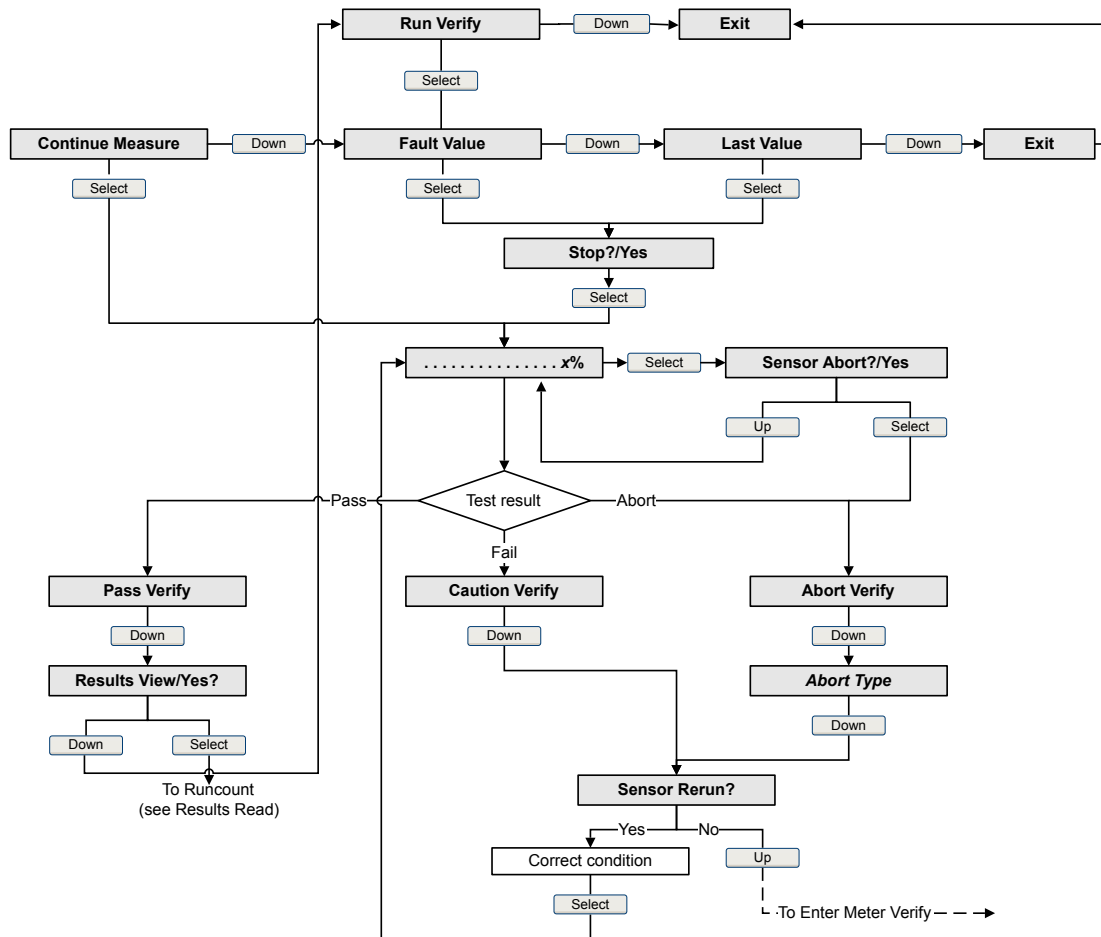 Run Verify
Down
Exit
Select
Continue Measure
Down
Fault Value
Down
Last Value
Down
Exit
Select
Select
Select
Stop?/Yes
Select
. . . . . . . . . . . . . . . x%
Select
Sensor Abort?/Yes
Up
Select
Pass
Test result
Abort
Fail
Pass Verify
Caution Verify
Abort Verify
Down
Down
Down
Results View/Yes?
Abort Type
Down
Select
Down
To Runcount
(see Results Read)
Sensor Rerun?
Yes
No
Correct condition
Up
Select
To Enter Meter Verify